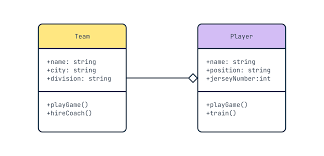 Team
+name: string
+city: string
+division: string
+playGame()
+hireCoach()
Player
+name: string
+position: string
+jerseyNumber:int
+playGame()
+train()